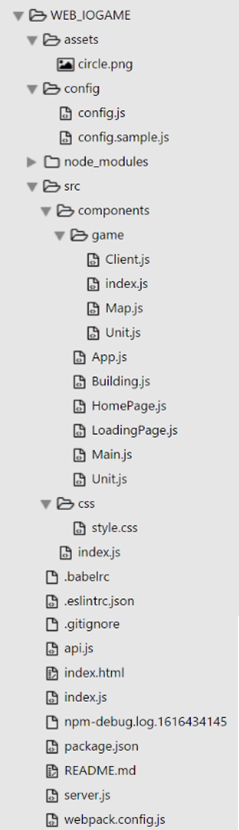 WEB_IOGAME
assets
circle.png
config
config.js
config.sample.js
node_modules
src
components
game
Client.js
index.js
Map.js
Unit.js
App.js
Building.js
HomePage.js
LoadingPage.js
Main.js
Unit.js
css
style.css
index.js
.babelrc
.eslintrc.json
.gitignore
api.js
index.html
index.js
npm-debug.log.1616434145
package.json
README.md
server.js
webpack.config.js